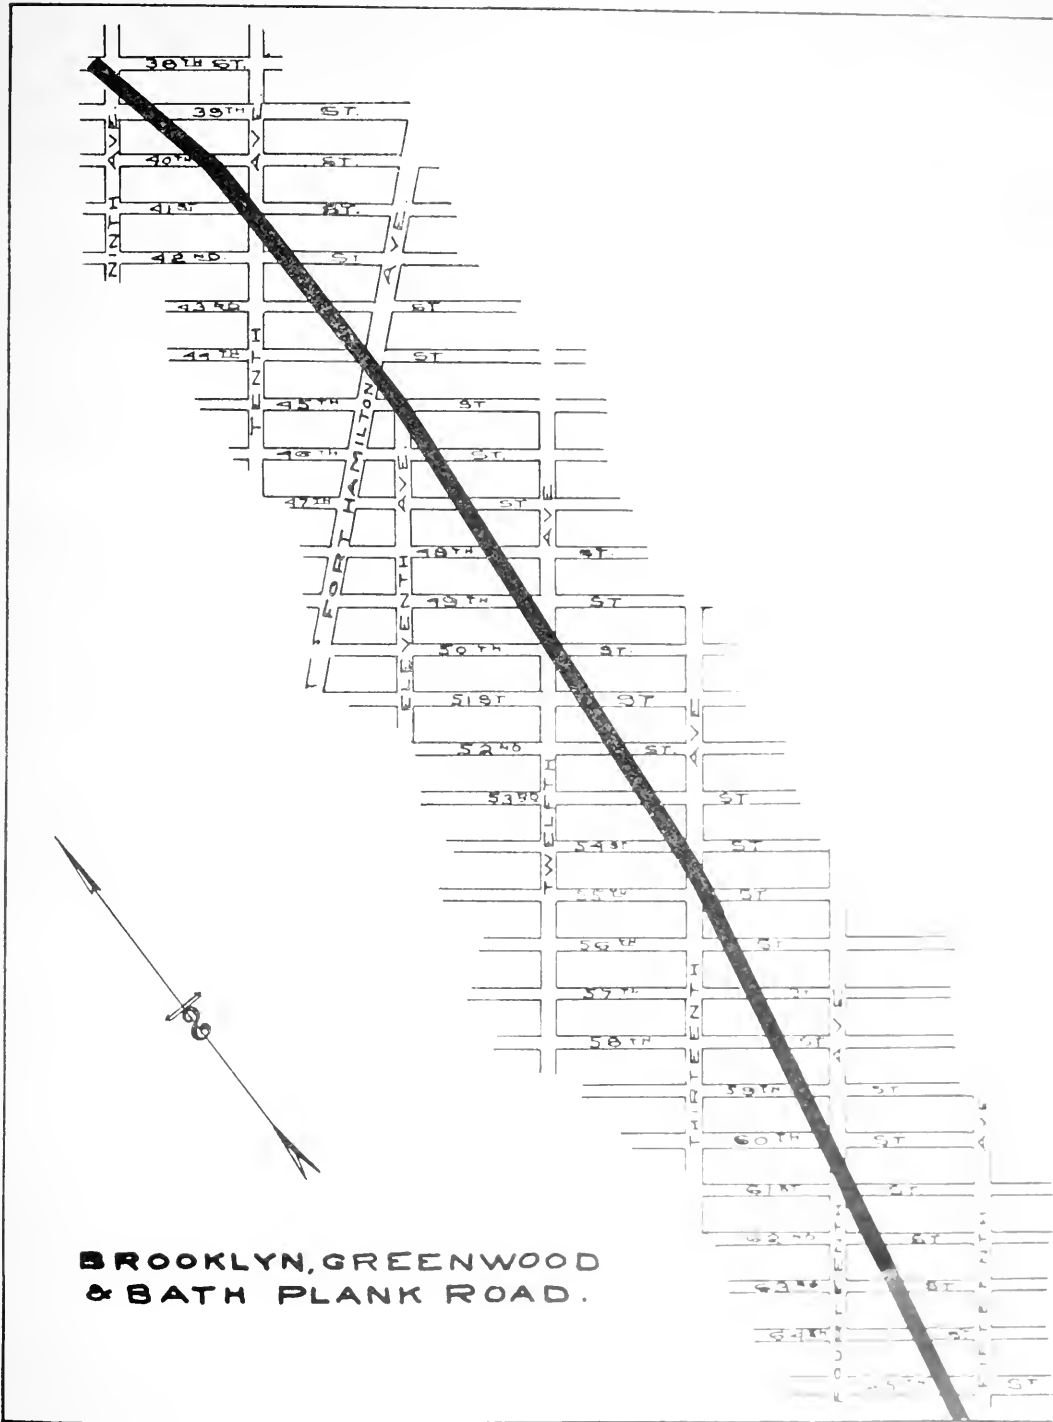 38TH ST.
39TH ST.
40TH ST.
41ST ST.
42ND. ST
43RD ST
44TH ST
45TH ST
46TH ST.
47TH ST
48TH ST.
49TH ST
50TH ST.
51ST. ST
52ND ST.
53RD ST
54ST ST
55TH ST
56TH ST
57TH ST
58TH ST
59TH ST
60TH ST
61ST ST.
62ND ST
63RD ST.
64TH ST
65TH ST
NINTH AVE.
TENTH AVE
FORT HAMILTON AVE.
ELEVENTH AVE.
TWELFTH AVE
THIRTEENTH AVE
FOURTEENTH AVE
FIFTEENTH AVE
BROOKLYN, GREENWOOD
& BATH PLANK ROAD.